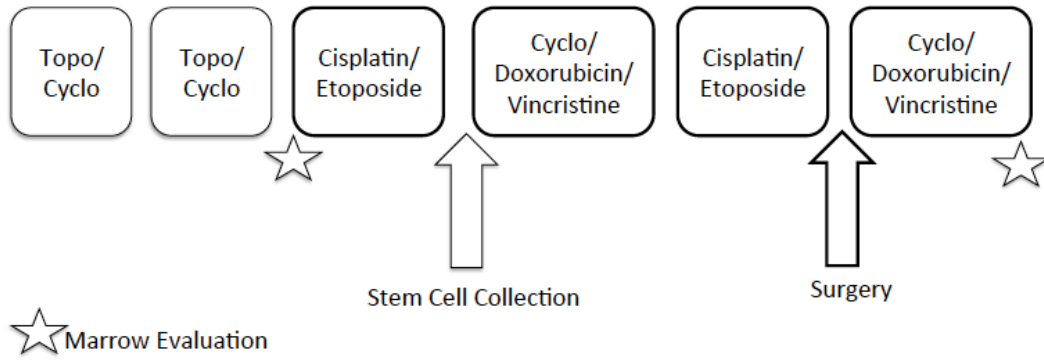 Topo/
Cyclo
Topo/
Cyclo
Cisplatin/
Etoposide
Cyclo/
Doxorubicin/
Vincristine
Cisplatin/
Etoposide
Cyclo/
Doxorubicin/
Vincristine
Stem Cell Collection
Surgery
Marrow Evaluation